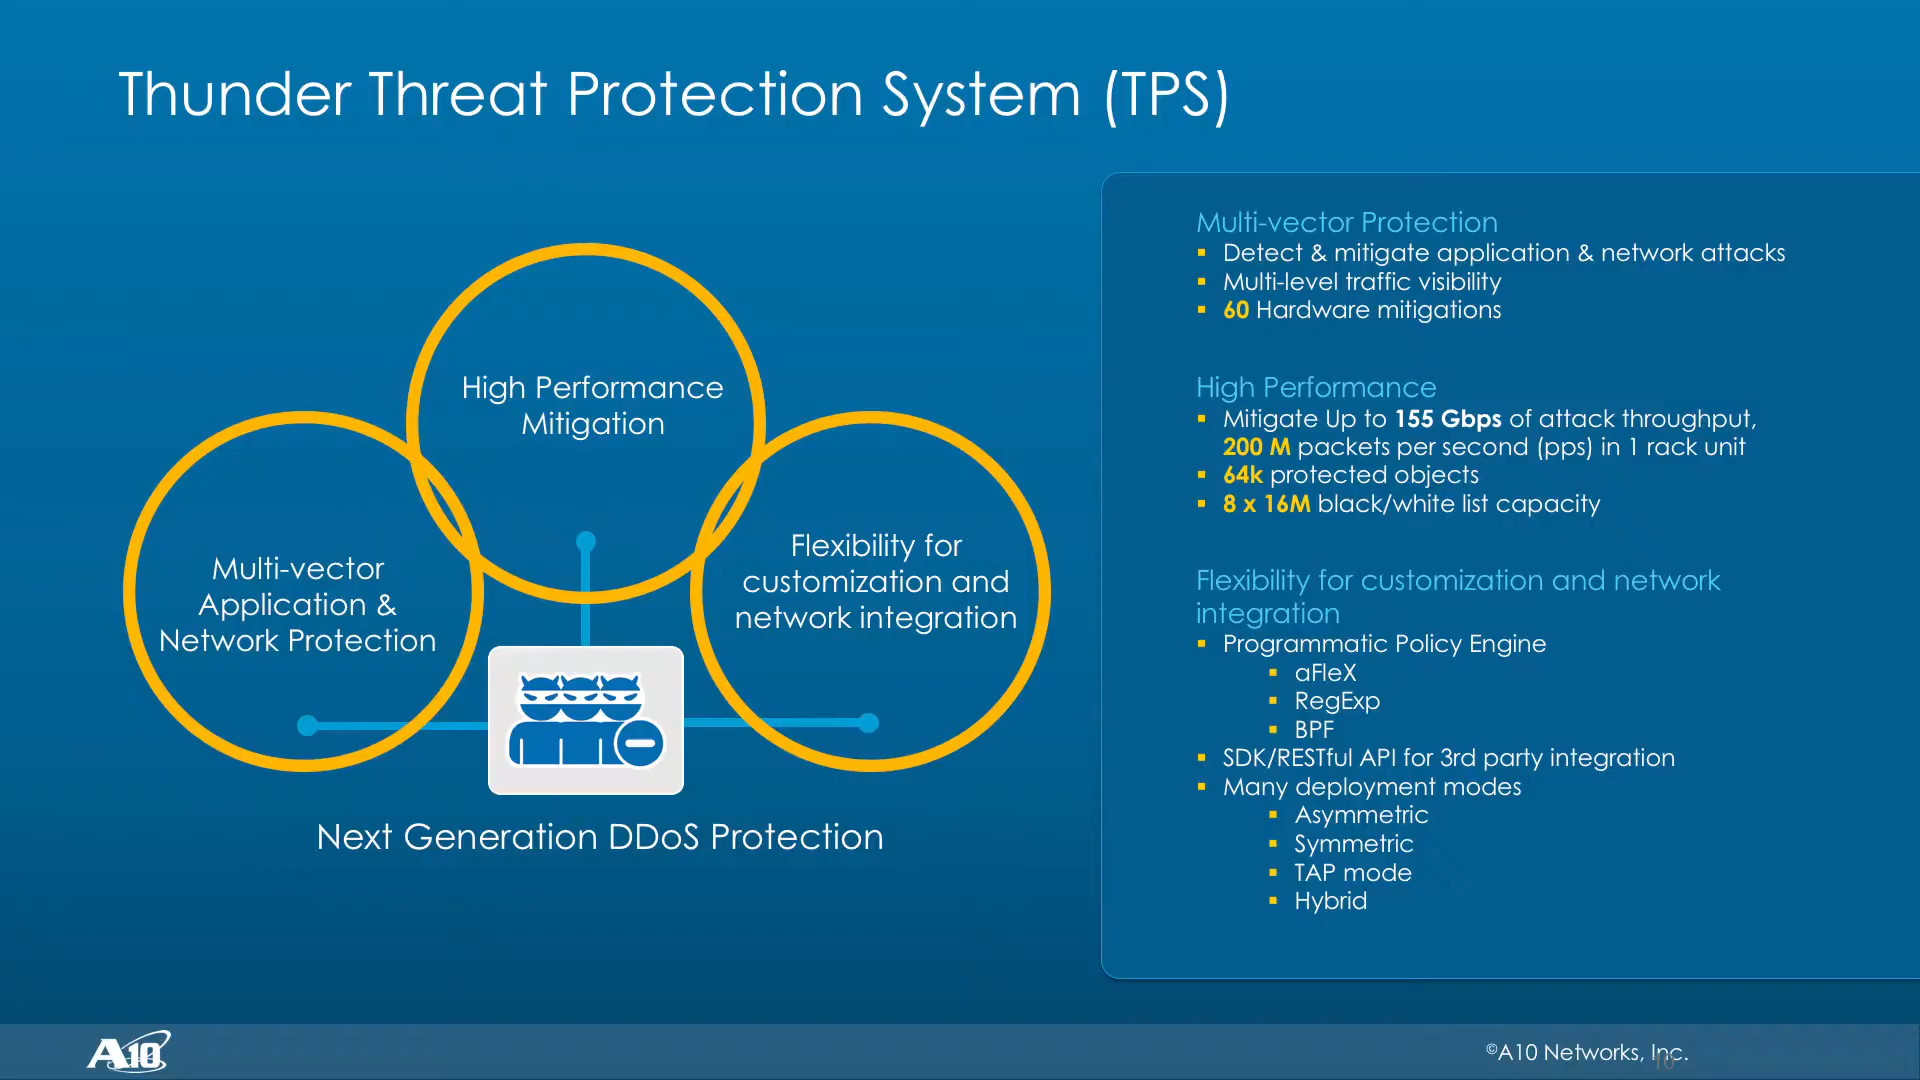 Thunder Threat Protection System (TPS)
High Performance
Mitigation
Multi-vector
Application &
Network Protection
Flexibility for
customization and
network integration
Next Generation DDoS Protection
Multi-vector Protection
Detect & mitigate application & network attacks
Multi-level traffic visibility
60 Hardware mitigations
High Performance
Mitigate Up to 155 Gbps of attack throughput,
200 M packets per second (pps) in 1 rack unit
64k protected objects
8 x 16M black/white list capacity
Flexibility for customization and network
integration
Programmatic Policy Engine
aFleX
RegExp
BPF
SDK/RESTful API for 3rd party integration
Many deployment modes
Asymmetric
Symmetric
TAP mode
Hybrid
A10
©A10 Networks, Inc.
10